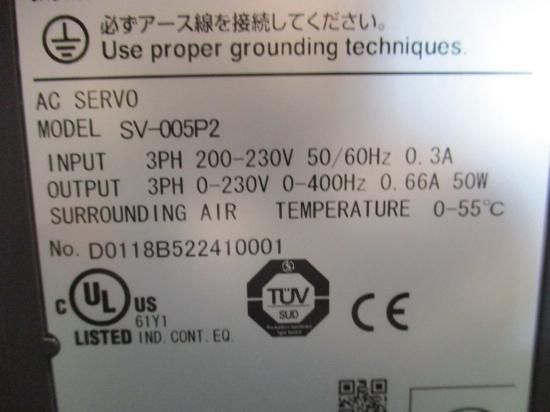 必ずアース線を接続してください。
Use proper grounding techniques.
AC SERVO
MODEL SV-005P2
INPUT 3PH 200-230V 50/60Hz 0.3A
OUTPUT 3PH 0-230V 0-400Hz 0.66A 50W
SURROUNDING AIR TEMPERATURE 0-55℃
No. D0118B522410001
C UL US
61Y1
LISTED IND. CONT. EQ.
TÜV
SUD
CE